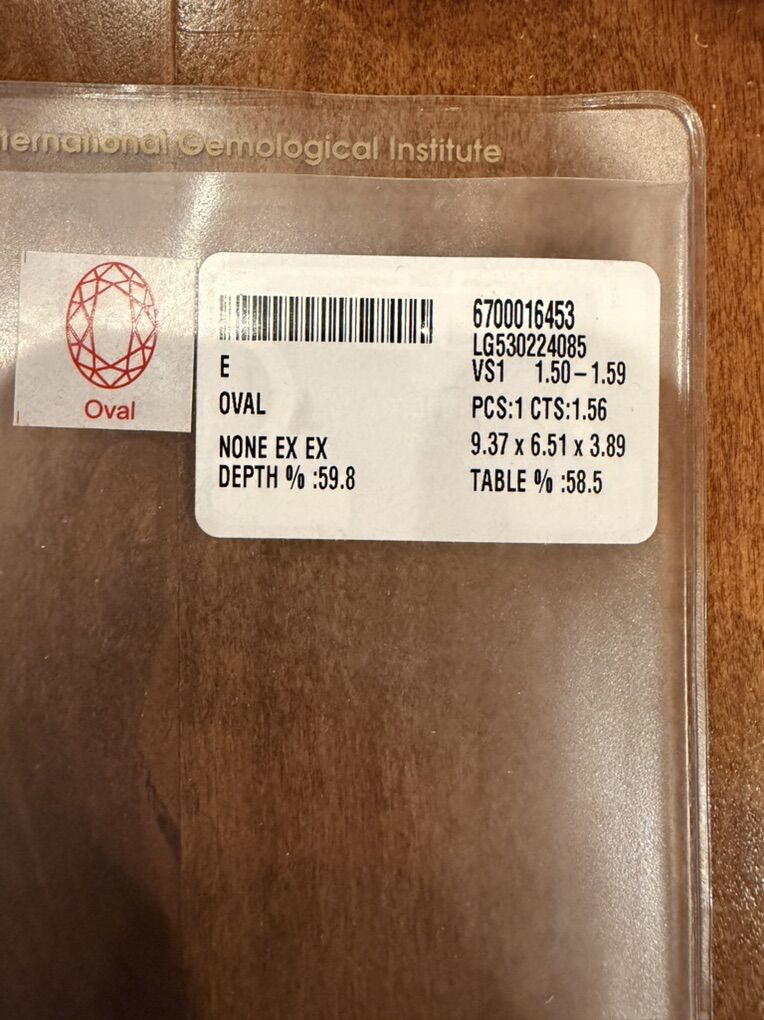 ternational Gemological Institute
Oval
6700016453
LG530224085
E VS1 1.50-1.59
OVAL PCS:1 CTS:1.56
NONE EX EX 9.37 x 6.51 x 3.89
DEPTH % :59.8 TABLE % :58.5